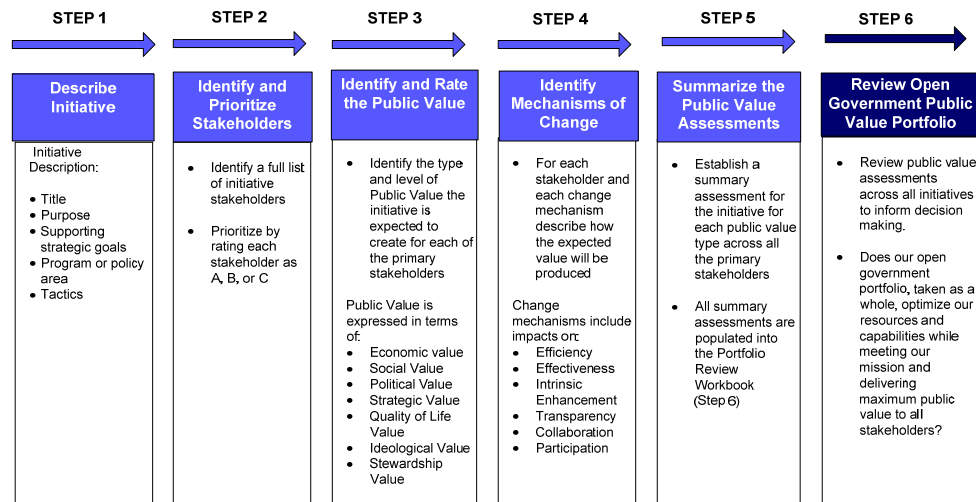 STEP 1
Describe
Initiative
Initiative
Description:
• Title
• Purpose
• Supporting
strategic goals
• Program or policy
area
• Tactics
STEP 2
Identify and
Prioritize
Stakeholders
• Identify a full list
of initiative
stakeholders
• Prioritize by
rating each
stakeholder as
A, B, or C
STEP 3
Identify and Rate
the Public Value
• Identify the type
and level of
Public Value the
initiative is
expected to
create for each of
the primary
stakeholders
Public Value is
expressed in terms
of:
• Economic value
• Social Value
• Political Value
• Strategic Value
• Quality of Life
Value
• Ideological Value
• Stewardship
Value
STEP 4
Identify
Mechanisms of
Change
• For each
stakeholder and
each change
mechanism
describe how
the expected
value will be
produced
Change
mechanisms include
impacts on:
• Efficiency
• Effectiveness
• Intrinsic
Enhancement
• Transparency
• Collaboration
• Participation
STEP 5
Summarize the
Public Value
Assessments
• Establish a
summary
assessment for
the initiative for
each public value
type across all
the primary
stakeholders
• All summary
assessments are
populated into
the Portfolio
Review
Workbook
(Step 6)
STEP 6
Review Open
Government Public
Value Portfolio
• Review public value
assessments
across all initiatives
to inform decision
making.
• Does our open
government
portfolio, taken as a
whole, optimize our
resources and
capabilities while
meeting our
mission and
delivering
maximum public
value to all
stakeholders?